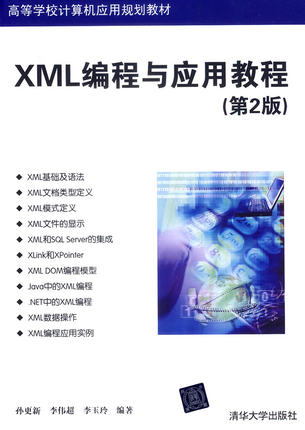 高等学校计算机应用规划教材
XML编程与应用教程
(第2版)
◆ XML基础及语法
◆ XML文档类型定义
◆ XML模式定义
◆ XML文件的显示
◆ XML和SQL Server的集成
◆ XLink和XPointer
◆ XML DOM编程模型
◆ Java中的XML编程
◆ .NET中的XML编程
◆ XML数据操作
◆ XML编程应用实例
孙更新 李伟超 李玉玲 编著
清华大学出版社